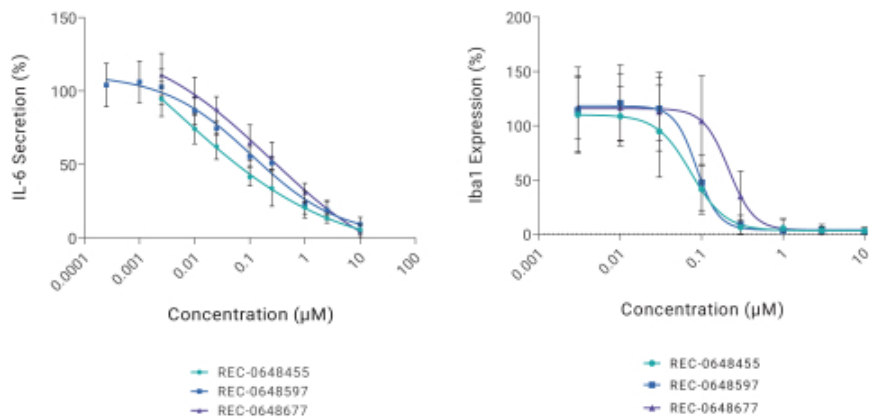 IL-6 Secretion (%)
150
100
50
0
0.0001
0.001
0.01
0.1
1
10
100
Concentration (µM)
REC-0648455
REC-0648597
REC-0648677
Iba1 Expression (%)
200
150
100
50
0
0.001
0.01
0.1
1
10
Concentration (µM)
REC-0648455
REC-0648597
REC-0648677